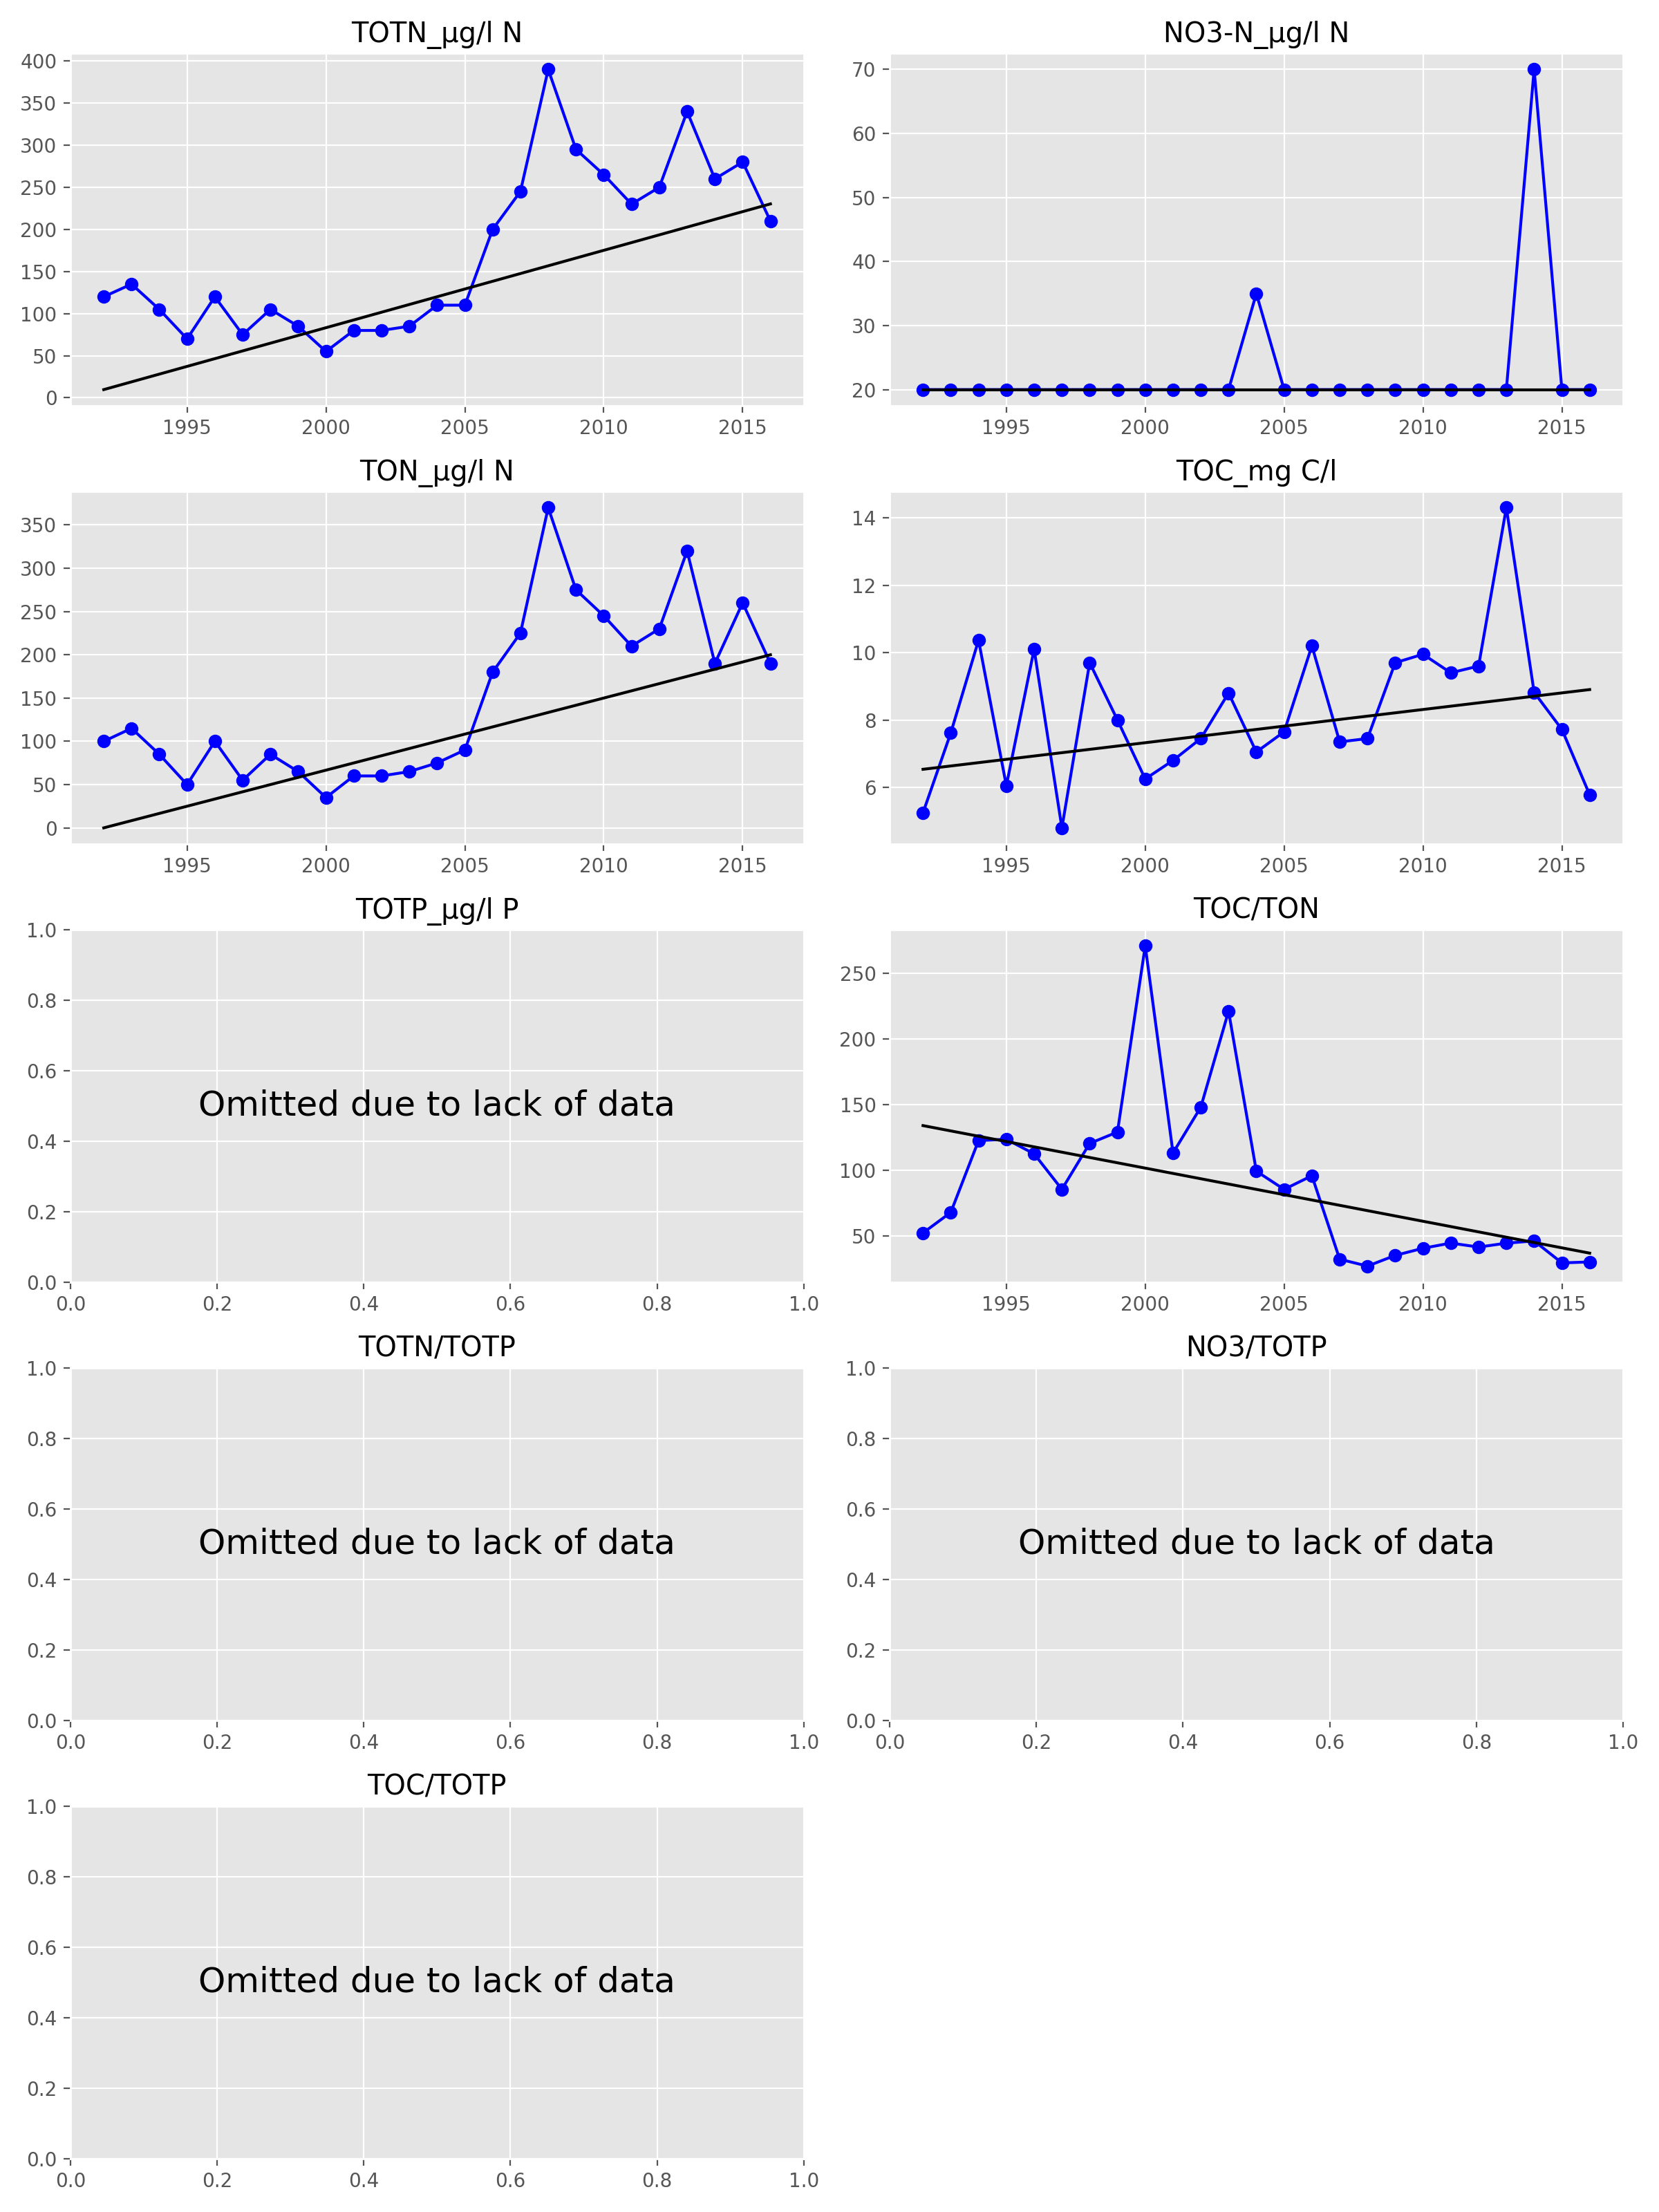 TOTN_µg/l N
400
350
300
250
200
150
100
50
0
1995 2000 2005 2010 2015
NO3-N_µg/l N
70
60
50
40
30
20
1995 2000 2005 2010 2015
TON_µg/l N
350
300
250
200
150
100
50
0
1995 2000 2005 2010 2015
TOC_mg C/l
14
12
10
8
6
1995 2000 2005 2010 2015
TOTP_µg/l P
1.0
0.8
0.6
Omitted due to lack of data
0.4
0.2
0.0
0.0 0.2 0.4 0.6 0.8 1.0
TOC/TON
250
200
150
100
50
1995 2000 2005 2010 2015
TOTN/TOTP
1.0
0.8
0.6
Omitted due to lack of data
0.4
0.2
0.0
0.0 0.2 0.4 0.6 0.8 1.0
NO3/TOTP
1.0
0.8
0.6
Omitted due to lack of data
0.4
0.2
0.0
0.0 0.2 0.4 0.6 0.8 1.0
TOC/TOTP
1.0
0.8
0.6
Omitted due to lack of data
0.4
0.2
0.0
0.0 0.2 0.4 0.6 0.8 1.0